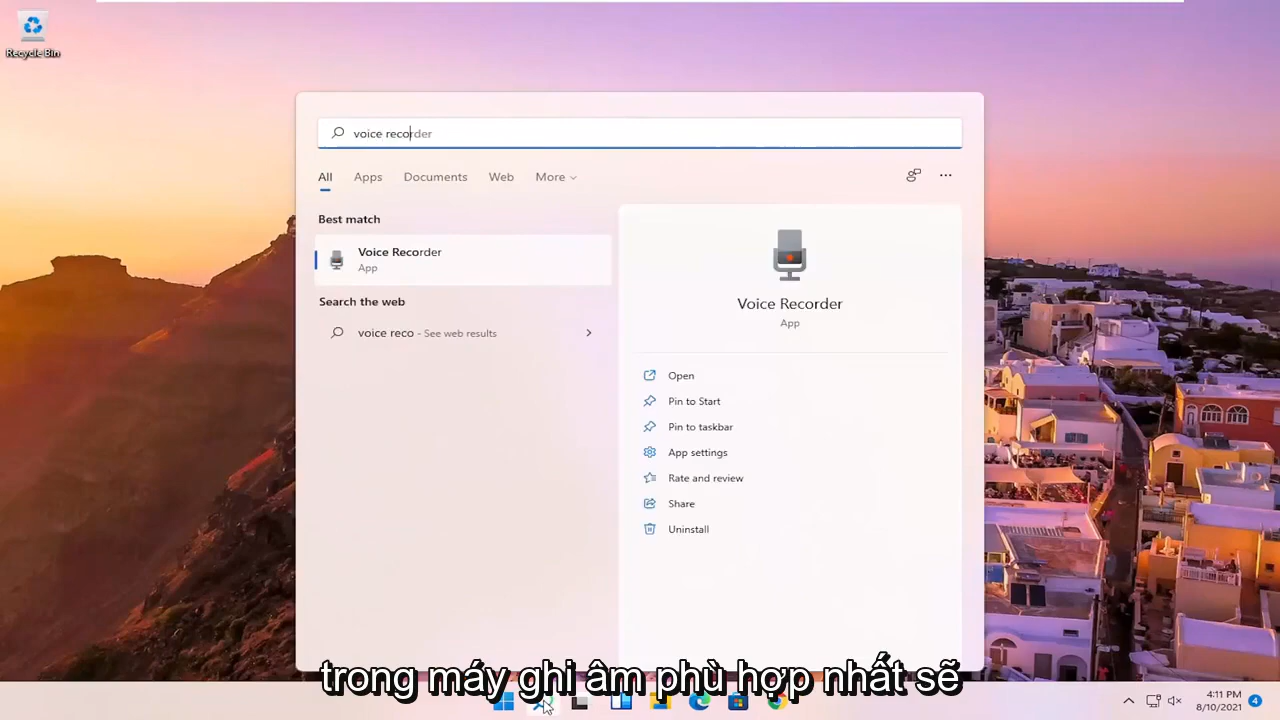 Recycle Bin
voice recorder
All Apps Documents Web More
Best match
Voice Recorder
App
Search the web
voice reco - See web results
Voice Recorder
App
Open
Pin to Start
Pin to taskbar
App settings
Rate and review
Share
Uninstall
trong máy ghi âm phù hợp nhất sẽ
4:11 PM
8/10/2021
4